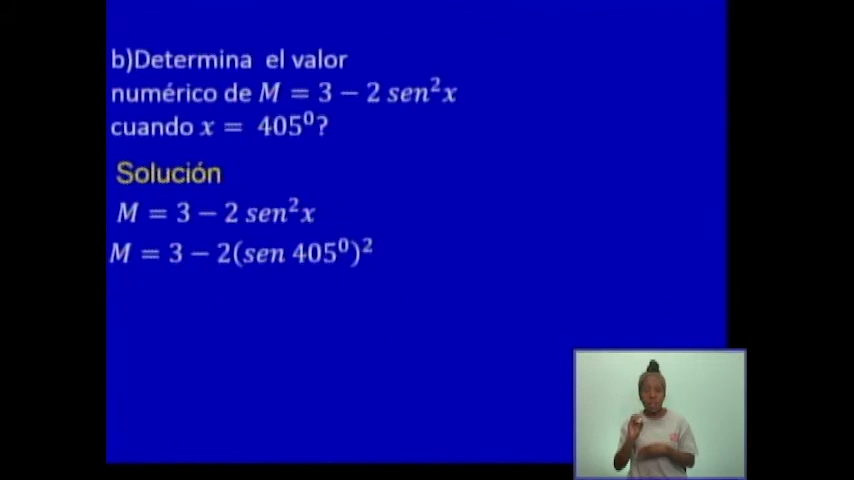 b)Determina el valor
numérico de M = 3 − 2 sen²x
cuando x = 405⁰?
Solución
M = 3 − 2 sen²x
M = 3 − 2(sen 405⁰)²